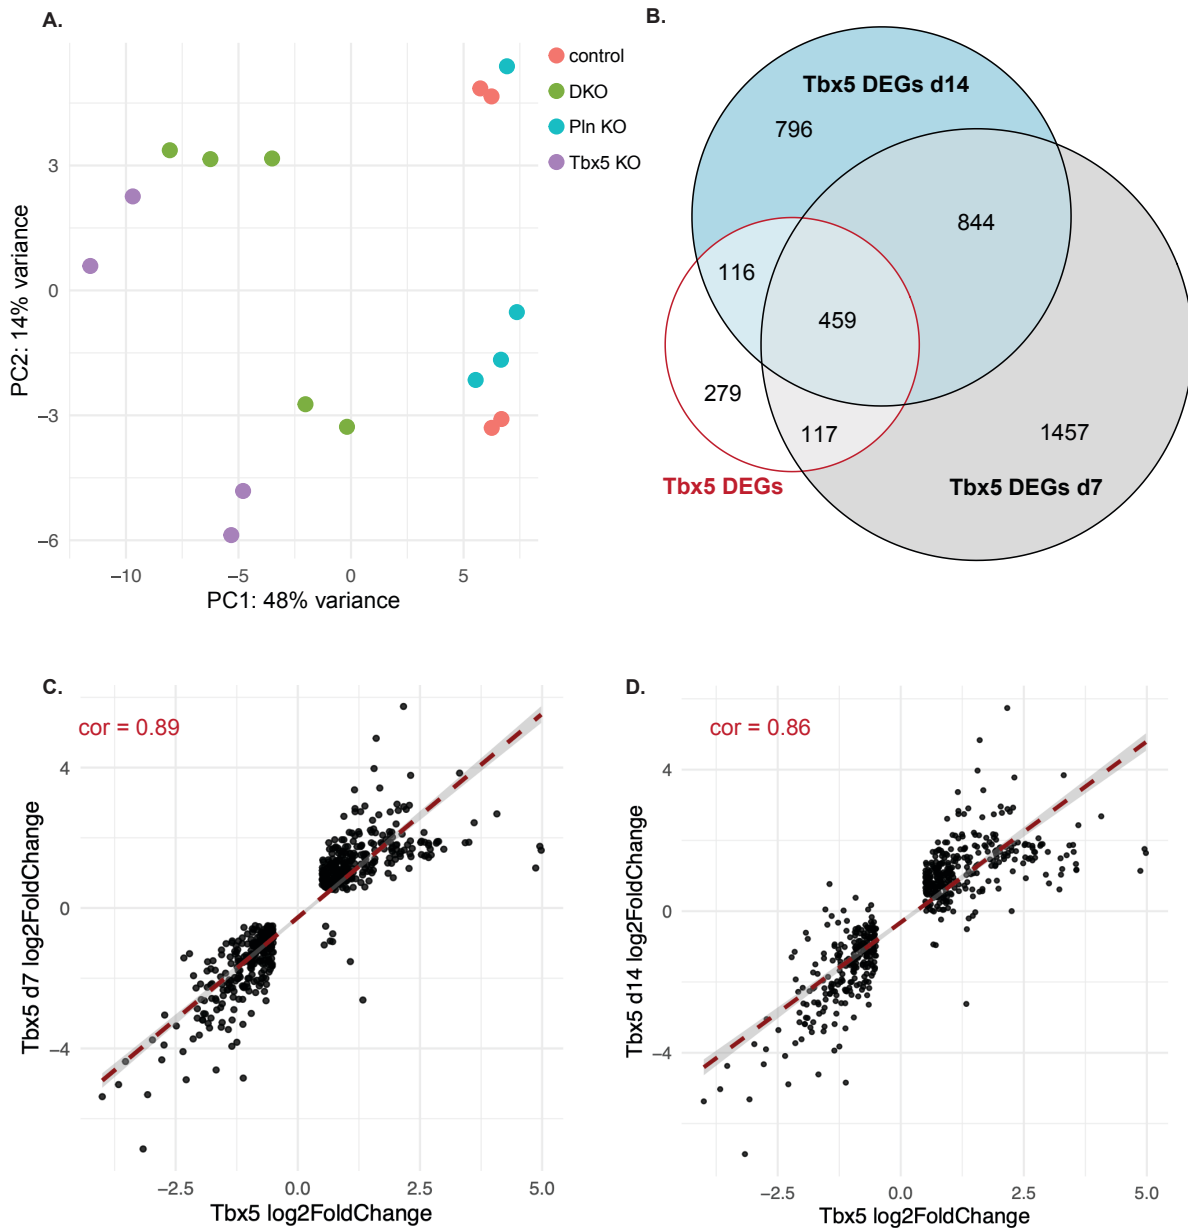 A.
control
DKO
Pln KO
Tbx5 KO
3
0
−3
−6
−10
−5
0
5
PC2: 14% variance
PC1: 48% variance
B.
Tbx5 DEGs d14
796
844
116
459
279
117
1457
Tbx5 DEGs
Tbx5 DEGs d7
C.
cor = 0.89
4
0
−4
−2.5
0.0
2.5
5.0
Tbx5 d7 log2FoldChange
Tbx5 log2FoldChange
D.
cor = 0.86
4
0
−4
−2.5
0.0
2.5
5.0
Tbx5 d14 log2FoldChange
Tbx5 log2FoldChange